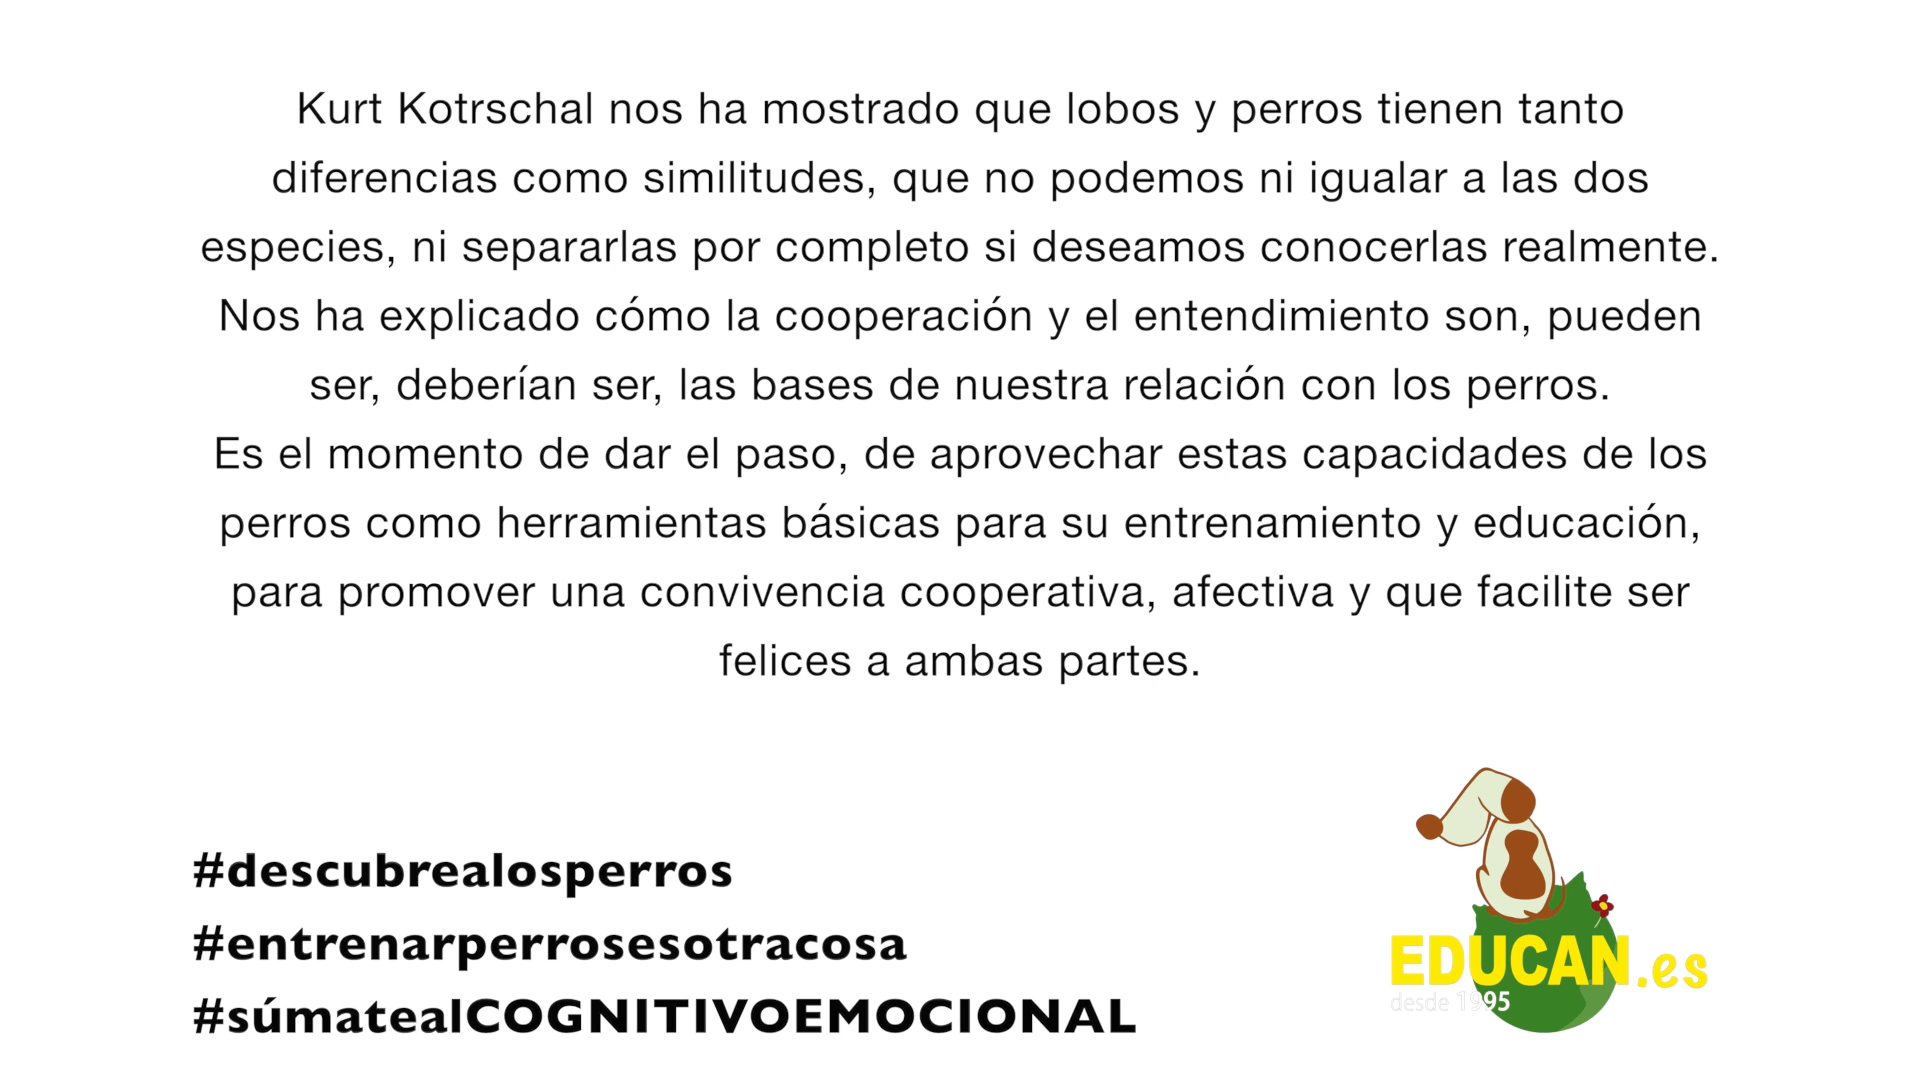 Kurt Kotrschal nos ha mostrado que lobos y perros tienen tanto
diferencias como similitudes, que no podemos ni igualar a las dos
especies, ni separarlas por completo si deseamos conocerlas realmente.
Nos ha explicado cómo la cooperación y el entendimiento son, pueden
ser, deberían ser, las bases de nuestra relación con los perros.
Es el momento de dar el paso, de aprovechar estas capacidades de los
perros como herramientas básicas para su entrenamiento y educación,
para promover una convivencia cooperativa, afectiva y que facilite ser
felices a ambas partes.
#descubrealosperros
#entrenarperrosesotracosa
#súmatealCOGNITIVOEMOCIONAL
EDUCAN.es
desde 1995